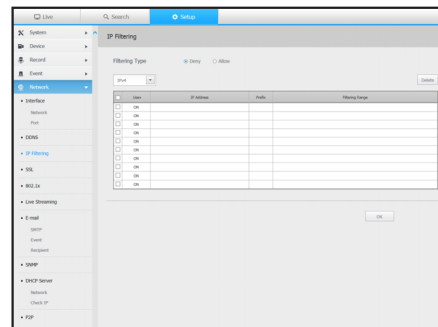 Live
Search
Setup
System
Device
Record
Event
Network
Interface
Network
Port
DDNS
IP Filtering
SSL
802.1x
Live Streaming
E-mail
SMTP
Event
Recipient
SNMP
DHCP Server
Network
Check IP
P2P
IP Filtering
Filtering Type
Deny
Allow
IPv4
Delete
Users IP Address Prefix Filtering Range
ON
ON
ON
ON
ON
ON
ON
ON
ON
ON
OK